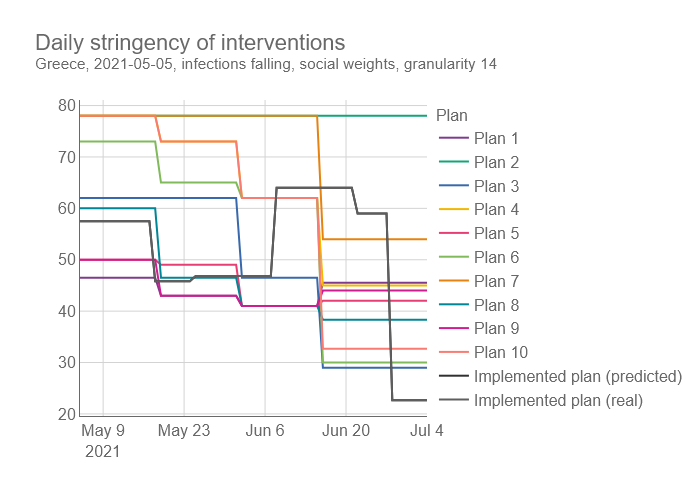 Daily stringency of interventions
Greece, 2021-05-05, infections falling, social weights, granularity 14
80
70
60
50
40
30
20
May 9
2021
May 23
Jun 6
Jun 20
Jul 4
Plan
Plan 1
Plan 2
Plan 3
Plan 4
Plan 5
Plan 6
Plan 7
Plan 8
Plan 9
Plan 10
Implemented plan (predicted)
Implemented plan (real)